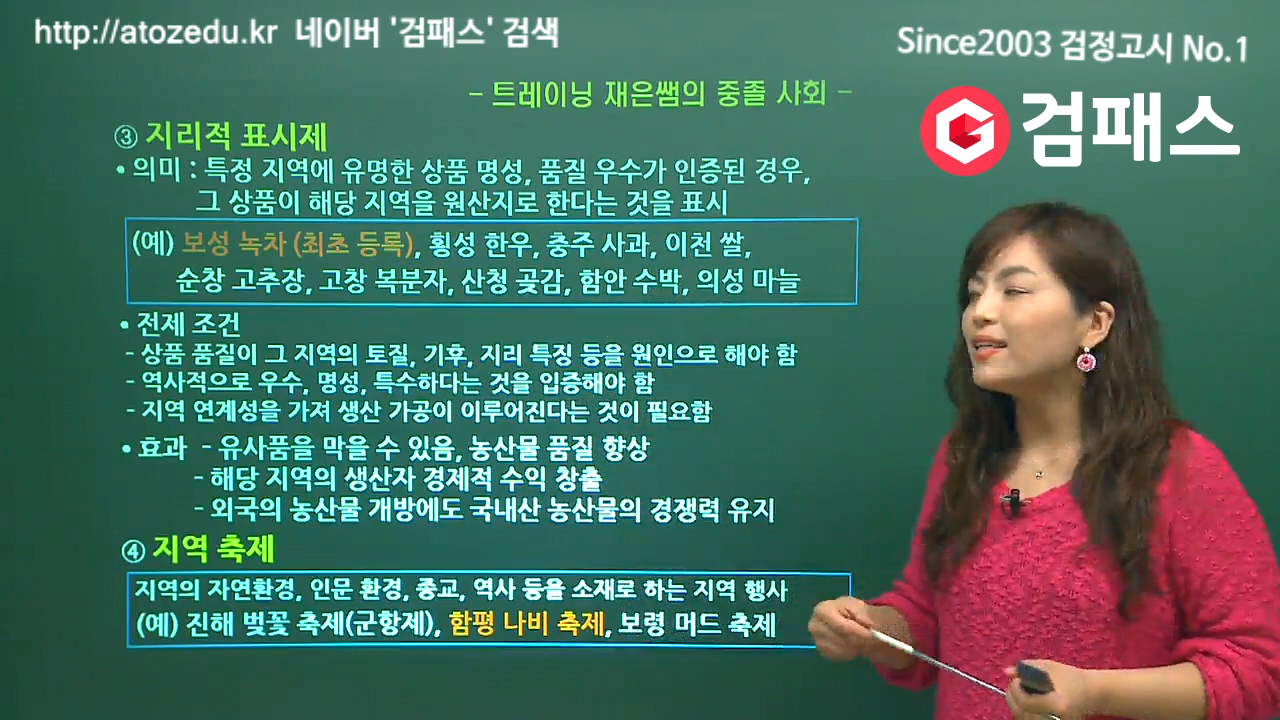 http://atozedu.kr 네이버 '검패스' 검색
Since2003 검정고시 No.1
검패스
- 트레이닝 재은쌤의 중졸 사회 -
③ 지리적 표시제
• 의미 : 특정 지역에 유명한 상품 명성, 품질 우수가 인증된 경우,
그 상품이 해당 지역을 원산지로 한다는 것을 표시
(예) 보성 녹차 (최초 등록), 횡성 한우, 충주 사과, 이천 쌀,
순창 고추장, 고창 복분자, 산청 곶감, 함안 수박, 의성 마늘
• 전제 조건
- 상품 품질이 그 지역의 토질, 기후, 지리 특징 등을 원인으로 해야 함
- 역사적으로 우수, 명성, 특수하다는 것을 입증해야 함
- 지역 연계성을 가져 생산 가공이 이루어진다는 것이 필요함
• 효과 - 유사품을 막을 수 있음, 농산물 품질 향상
- 해당 지역의 생산자 경제적 수익 창출
- 외국의 농산물 개방에도 국내산 농산물의 경쟁력 유지
④ 지역 축제
지역의 자연환경, 인문 환경, 종교, 역사 등을 소재로 하는 지역 행사
(예) 진해 벚꽃 축제(군항제), 함평 나비 축제, 보령 머드 축제